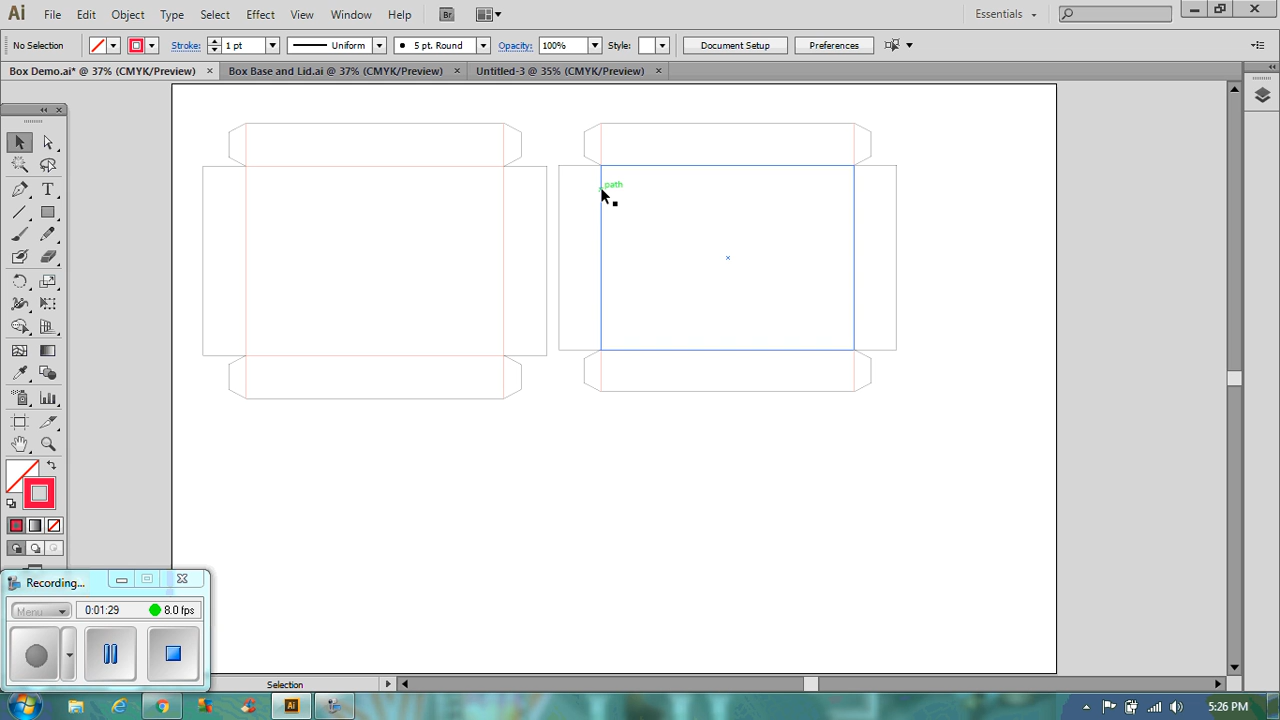 Ai File Edit Object Type Select Effect View Window Help Br Essentials
No Selection Stroke: 1 pt Uniform 5 pt. Round Opacity: 100% Style: Document Setup Preferences
Box Demo.ai* @ 37% (CMYK/Preview) × Box Base and Lid.ai @ 37% (CMYK/Preview) × Untitled-3 @ 35% (CMYK/Preview) ×
path
T
Recording...
Menu 0:01:29 8.0 fps
Selection
Ai 5:26 PM